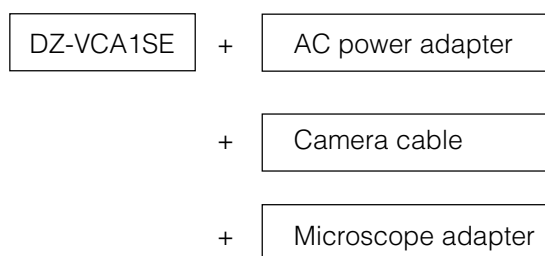 DZ-VCA1SE + AC power adapter
+ Camera cable
+ Microscope adapter